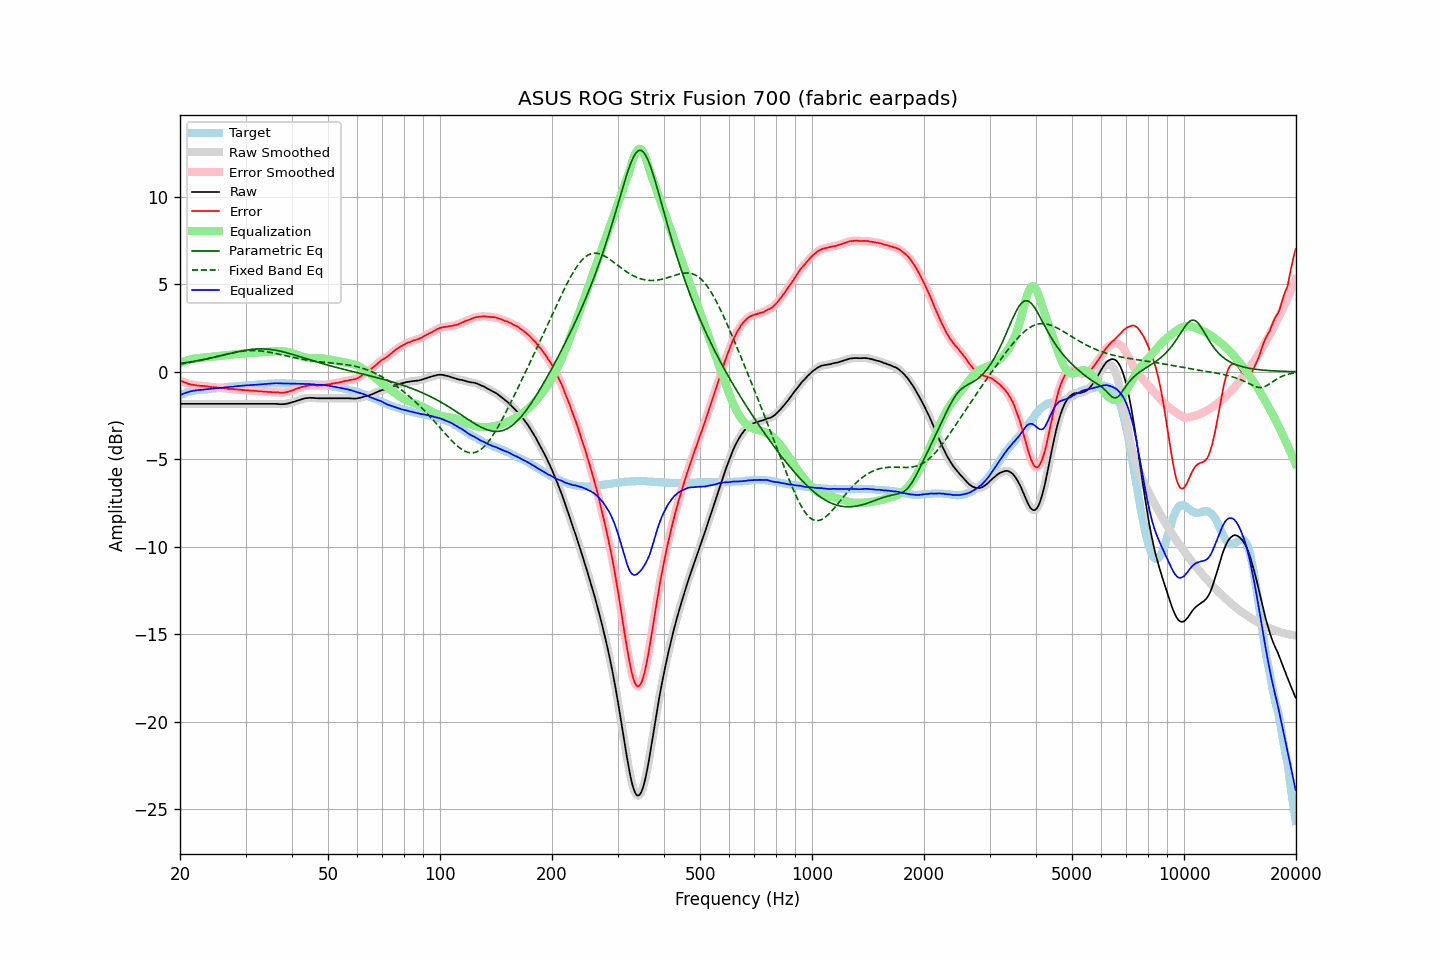 ASUS ROG Strix Fusion 700 (fabric earpads)
Target
Raw Smoothed
Error Smoothed
Raw
Error
Equalization
Parametric Eq
Fixed Band Eq
Equalized
Amplitude (dBr)
10
5
0
−5
−10
−15
−20
−25
20 50 100 200 500 1000 2000 5000 10000 20000
Frequency (Hz)